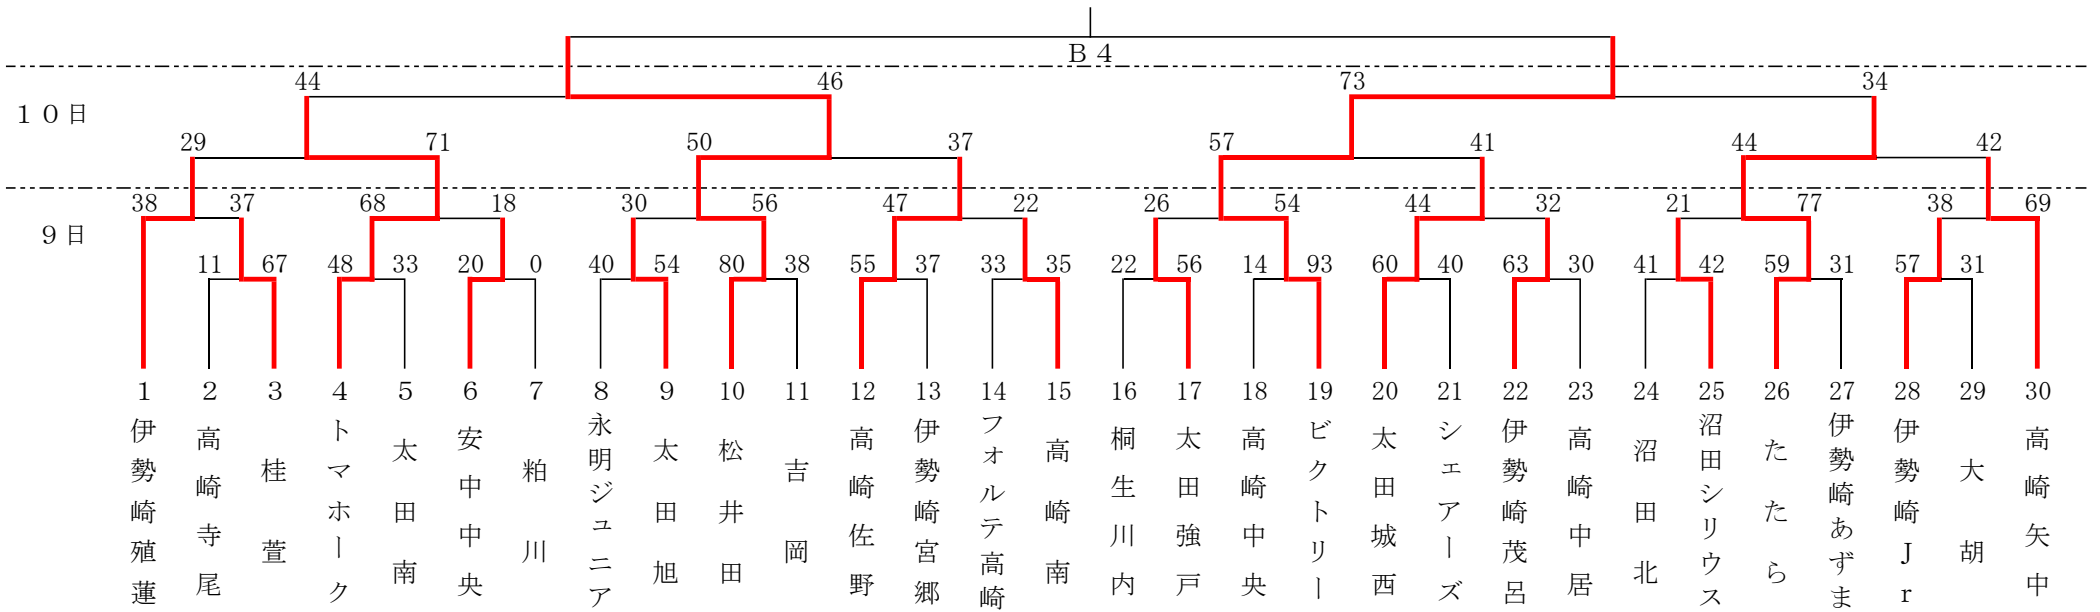 B 4
44 46 73 34
10日
29 71 50 37 57 41 44 42
38 37 68 18 30 56 47 22 26 54 44 32 21 77 38 69
9日
11 67 48 33 20 0 40 54 80 38 55 37 33 35 22 56 14 93 60 40 63 30 41 42 59 31 57 31
1 2 3 4 5 6 7 8 9 10 11 12 13 14 15 16 17 18 19 20 21 22 23 24 25 26 27 28 29 30
伊勢崎殖蓮
高崎寺尾
桂萱
トマホーク
太田南
安中中央
粕川
永明ジュニア
太田旭
松井田
吉岡
高崎佐野
伊勢崎宮郷
フォルテ高崎
高崎南
桐生川内
太田強戸
高崎中央
ビクトリー
太田城西
シェアーズ
伊勢崎茂呂
高崎中居
沼田北
沼田シリウス
たたら
伊勢崎あずま
伊勢崎Jr
大胡
高崎矢中